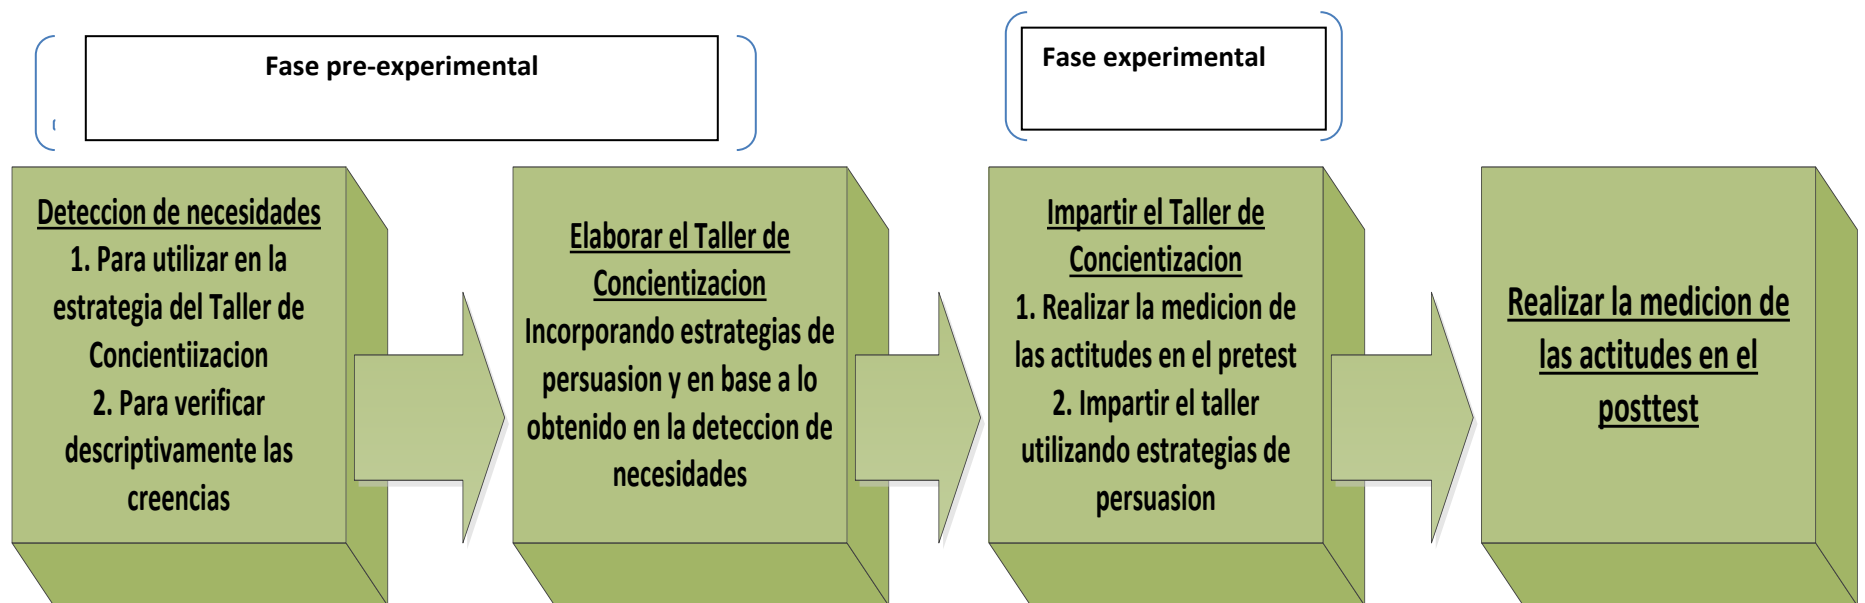 Fase pre-experimental
Fase experimental
Deteccion de necesidades
1. Para utilizar en la
estrategia del Taller de
Concientiizacion
2. Para verificar
descriptivamente las
creencias
Elaborar el Taller de
Concientizacion
Incorporando estrategias de
persuasion y en base a lo
obtenido en la deteccion de
necesidades
Impartir el Taller de
Concientizacion
1. Realizar la medicion de
las actitudes en el pretest
2. Impartir el taller
utilizando estrategias de
persuasion
Realizar la medicion de
las actitudes en el
posttest